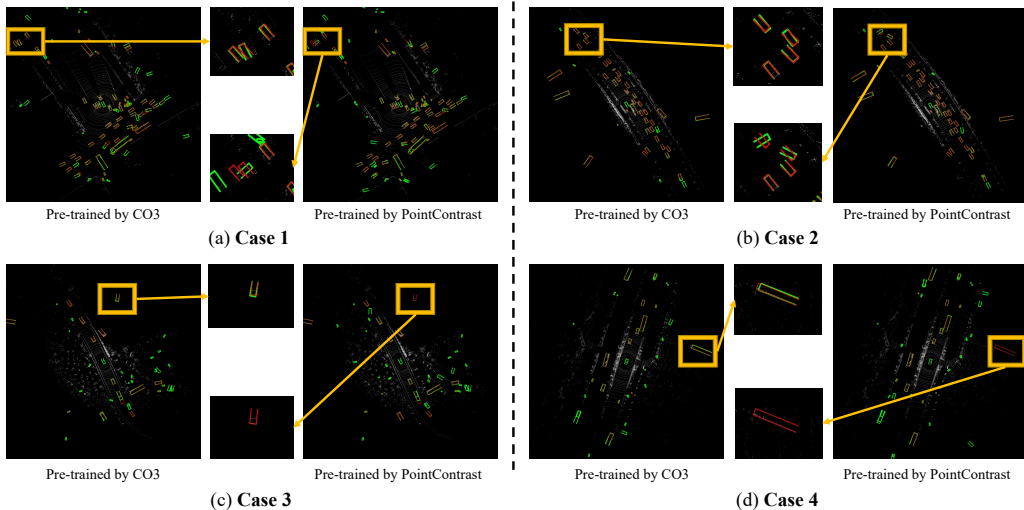 Pre-trained by CO3
Pre-trained by PointContrast
(a) Case 1
Pre-trained by CO3
Pre-trained by PointContrast
(b) Case 2
Pre-trained by CO3
Pre-trained by PointContrast
(c) Case 3
Pre-trained by CO3
Pre-trained by PointContrast
(d) Case 4